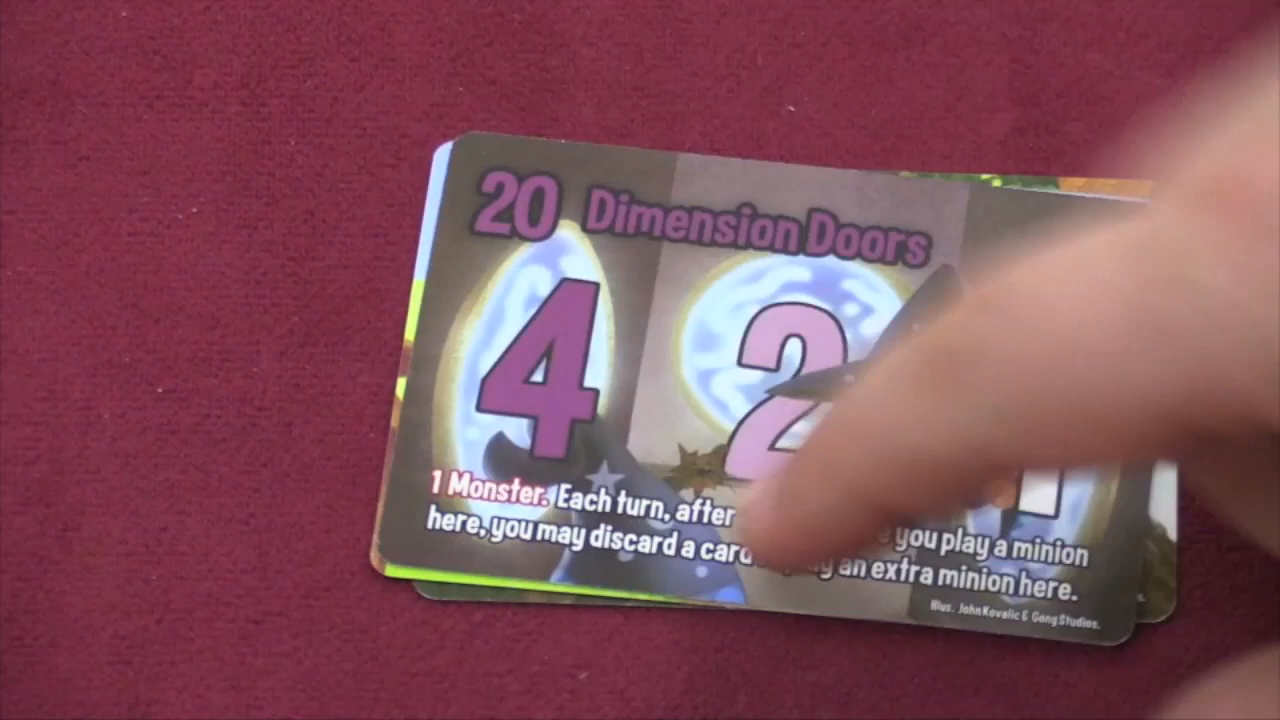 20 Dimension Doors
4 2 1
1 Monster. Each turn, after you play a minion
here, you may discard a card an extra minion here.
Illus. John Kovalic & Gong Studios.